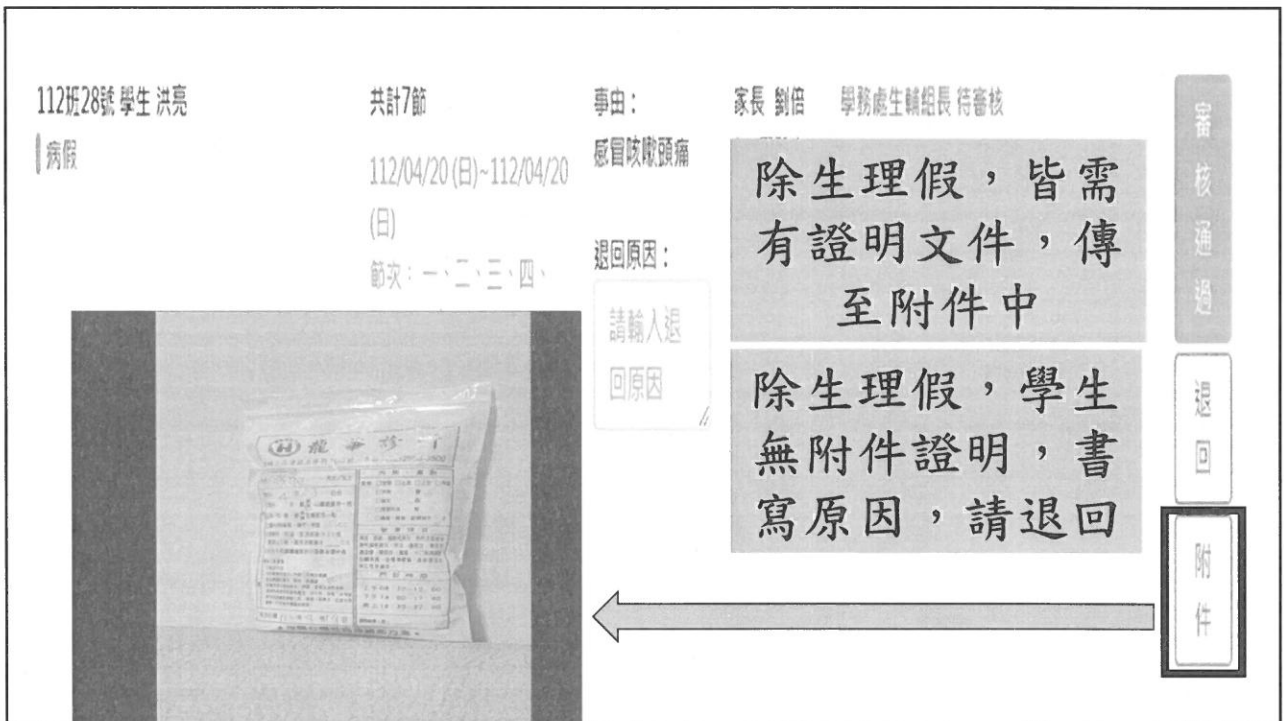 112班28號 學生 洪亮
病假
共計7節
112/04/20 (日)~112/04/20
(日)
節次：一、二、三、四、
事由：
感冒咳嗽頭痛
退回原因：
請輸入退
回原因
家長 劉倍
學務處生輔組長 待審核
除生理假，皆需
有證明文件，傳
至附件中
除生理假，學生
無附件證明，書
寫原因，請退回
審核通過
退回
附件